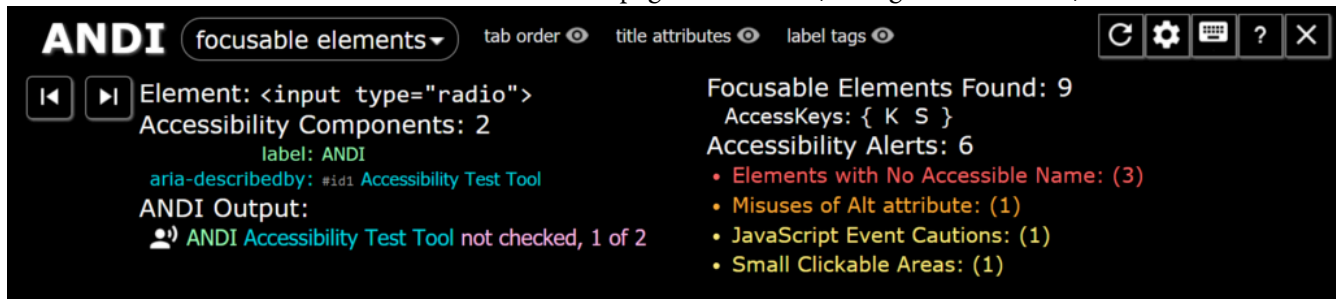 ANDI focusable elements tab order title attributes label tags ?
Element: <input type="radio">
Accessibility Components: 2
label: ANDI
aria-describedby: #id1 Accessibility Test Tool
ANDI Output:
ANDI Accessibility Test Tool not checked, 1 of 2
Focusable Elements Found: 9
AccessKeys: { K S }
Accessibility Alerts: 6
• Elements with No Accessible Name: (3)
• Misuses of Alt attribute: (1)
• JavaScript Event Cautions: (1)
• Small Clickable Areas: (1)